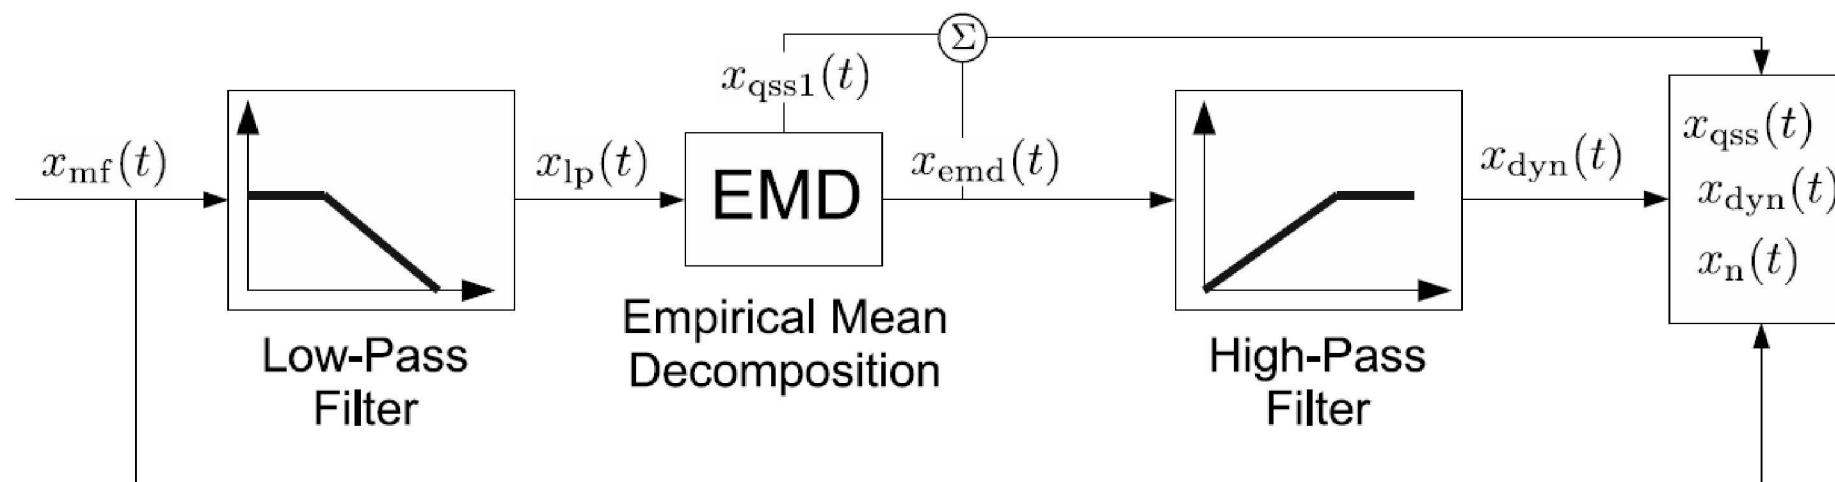 Σ
x_qss1(t)
x_mf(t)
x_lp(t)
EMD
x_emd(t)
x_dyn(t)
x_qss(t)
x_dyn(t)
x_n(t)
Low-Pass
Filter
Empirical Mean
Decomposition
High-Pass
Filter